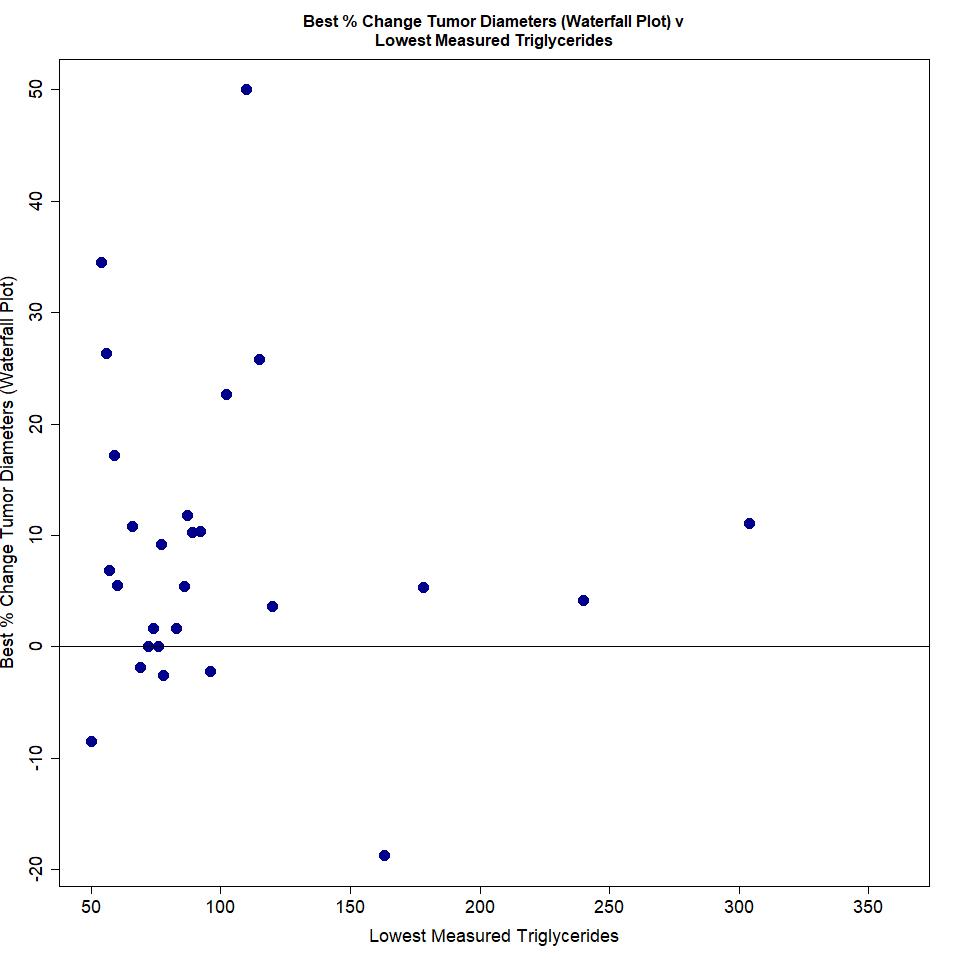 Best % Change Tumor Diameters (Waterfall Plot) v
Lowest Measured Triglycerides
Best % Change Tumor Diameters (Waterfall Plot)
50
40
30
20
10
0
-10
-20
50 100 150 200 250 300 350
Lowest Measured Triglycerides